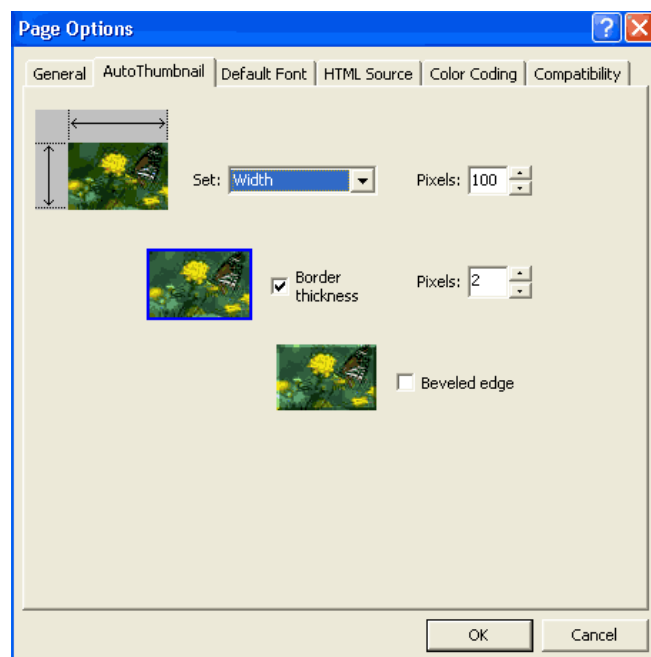 Page Options
General AutoThumbnail Default Font HTML Source Color Coding Compatibility
Set: Width Pixels: 100
Border thickness Pixels: 2
Beveled edge
OK Cancel